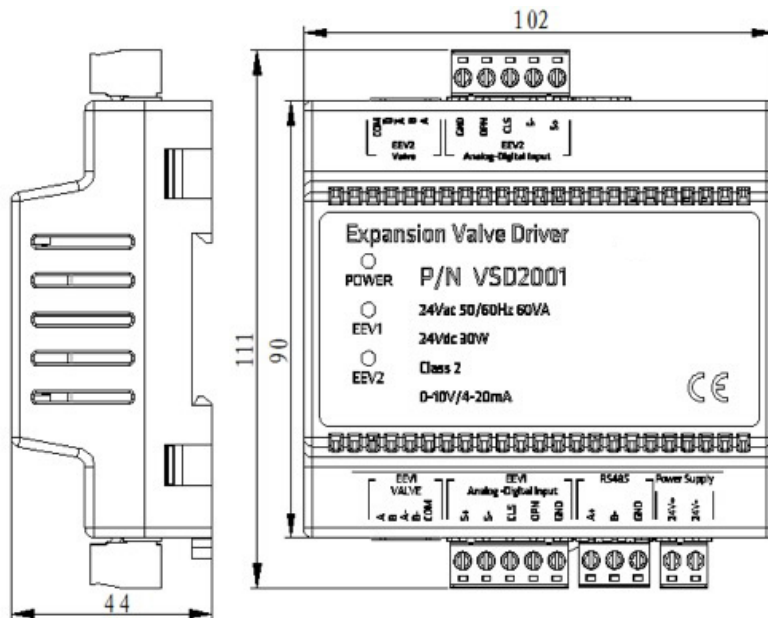 102
COM
B-
A-
B
A
EEV2
Valve
GND
OPN
CLS
S-
S+
EEV2
Analog-Digital Input
Expansion Valve Driver
POWER
P/N VSD2001
24Vac 50/60Hz 60VA
EEV1
24Vdc 30W
EEV2
Class 2
0-10V/4-20mA
CE
111
90
EEV1
VALVE
A
B
A-
B-
COM
EEV1
Analog-Digital Input
S+
S-
CLS
OPN
GND
RS485
A+
B-
GND
Power Supply
24V+
24V-
44